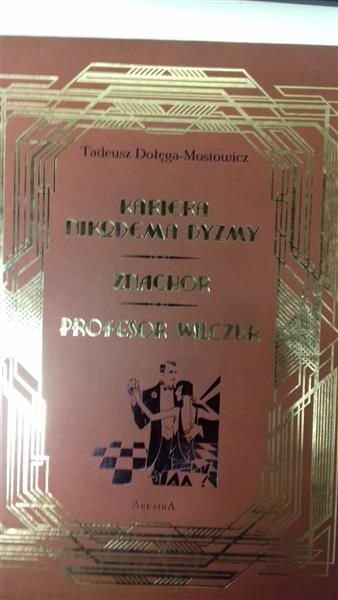 Tadeusz Dołęga-Mostowicz
KARIERA
NIKODEMA DYZMY
ZNACHOR
PROFESOR WILCZUR
ARKADIA